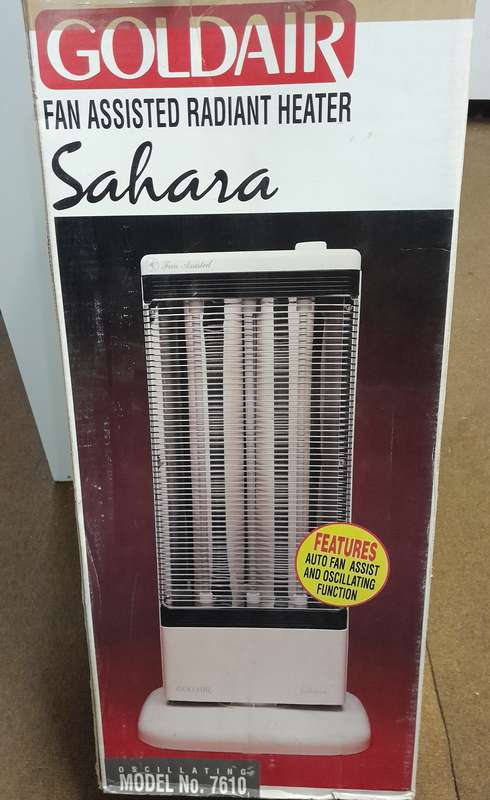 GOLDAIR
FAN ASSISTED RADIANT HEATER
Sahara
Fan Assisted
FEATURES
AUTO FAN ASSIST
AND OSCILLATING
FUNCTION
GOLDAIR
OSCILLATING
MODEL No. 7610